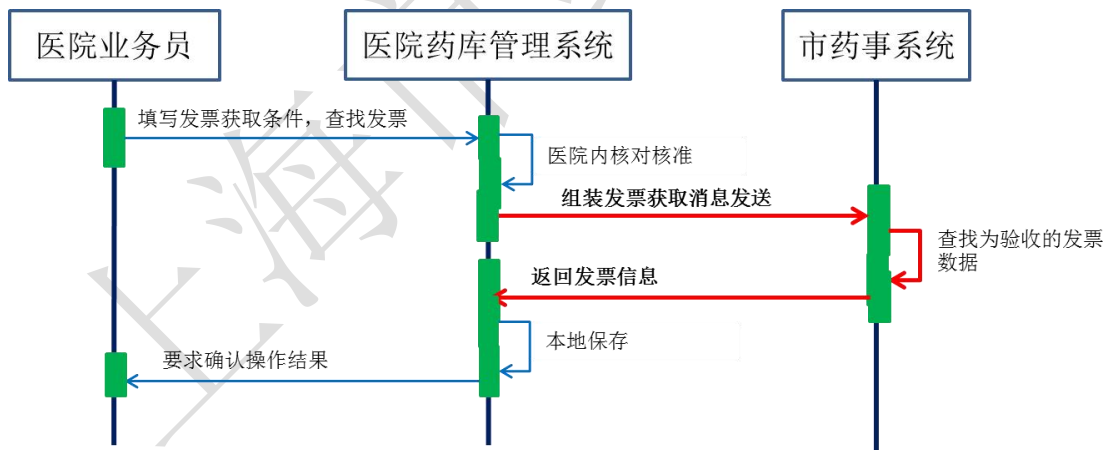 医院业务员
医院药库管理系统
市药事系统
填写发票获取条件，查找发票
医院内核对核准
组装发票获取消息发送
查找为验收的发票
数据
返回发票信息
本地保存
要求确认操作结果
上海市